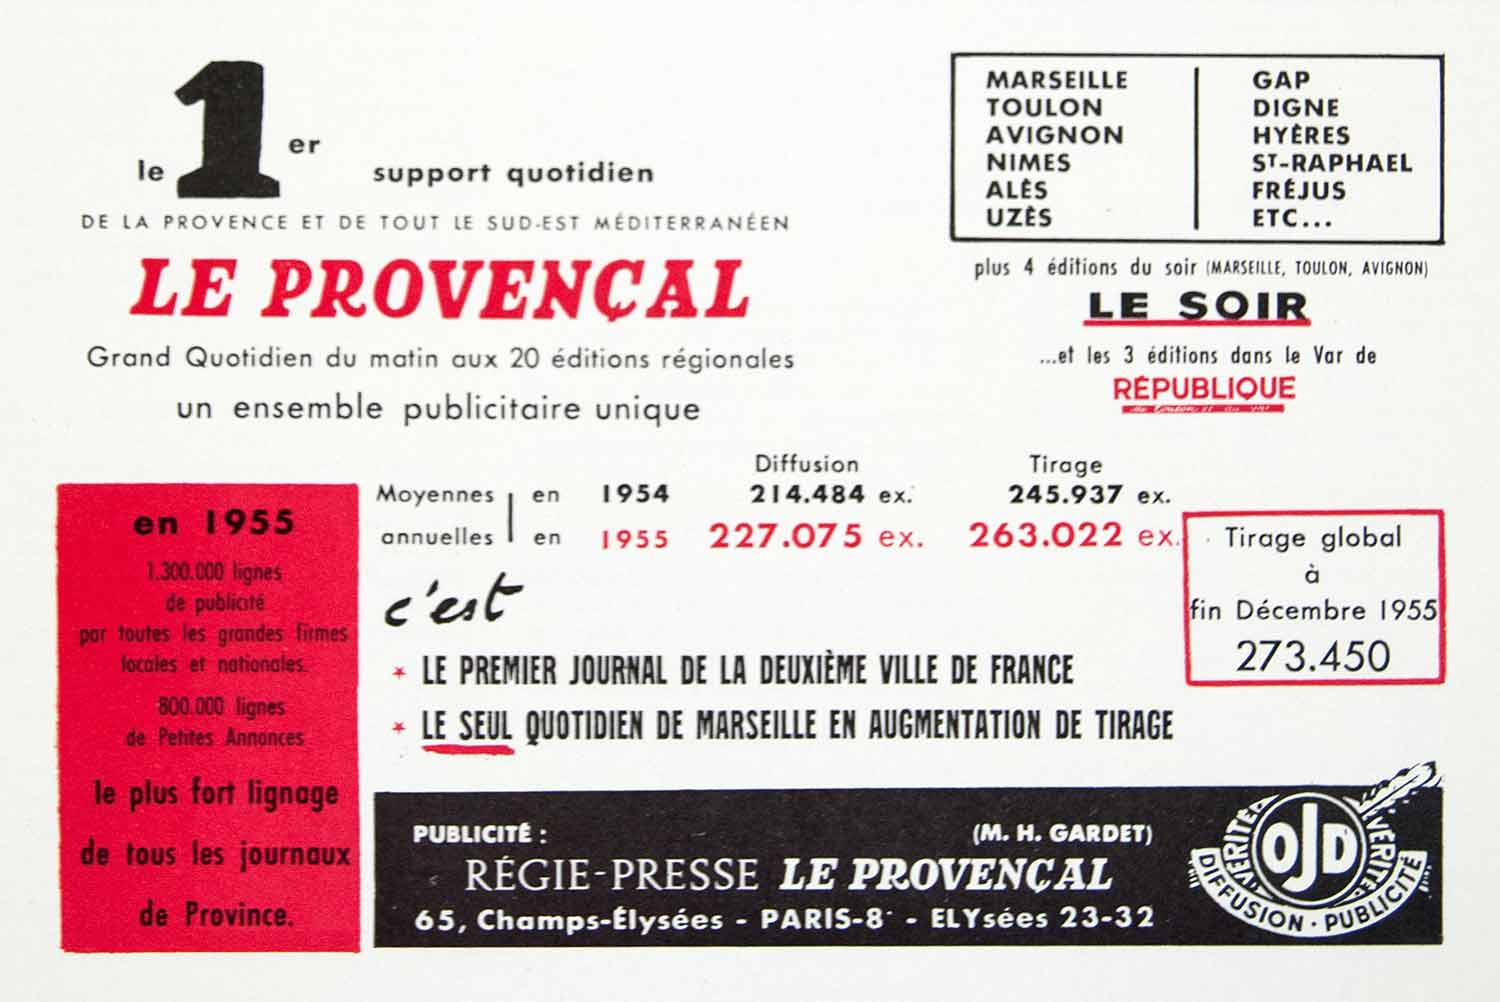 le 1er support quotidien
DE LA PROVENCE ET DE TOUT LE SUD-EST MÉDITERRANÉEN
LE PROVENÇAL
Grand Quotidien du matin aux 20 éditions régionales
un ensemble publicitaire unique
MARSEILLE
TOULON
AVIGNON
NIMES
ALÈS
UZÈS
GAP
DIGNE
HYÈRES
ST-RAPHAEL
FRÉJUS
ETC...
plus 4 éditions du soir (MARSEILLE, TOULON, AVIGNON)
LE SOIR
...et les 3 éditions dans le Var de
RÉPUBLIQUE
en 1955
1.300.000 lignes
de publicité
par toutes les grandes firmes
locales et nationales.
800.000 lignes
de Petites Annonces
le plus fort lignage
de tous les journaux
de Province.
Diffusion Tirage
Moyennes en 1954 214.484 ex. 245.937 ex.
annuelles en 1955 227.075 ex. 263.022 ex.
Tirage global
à
fin Décembre 1955
273.450
c'est
* LE PREMIER JOURNAL DE LA DEUXIÈME VILLE DE FRANCE
* LE SEUL QUOTIDIEN DE MARSEILLE EN AUGMENTATION DE TIRAGE
PUBLICITÉ : (M. H. GARDET)
RÉGIE-PRESSE LE PROVENÇAL
65, Champs-Élysées - PARIS-8 - ELYsées 23-32
OJD
VÉRITÉ
DIFFUSION · PUBLICITÉ